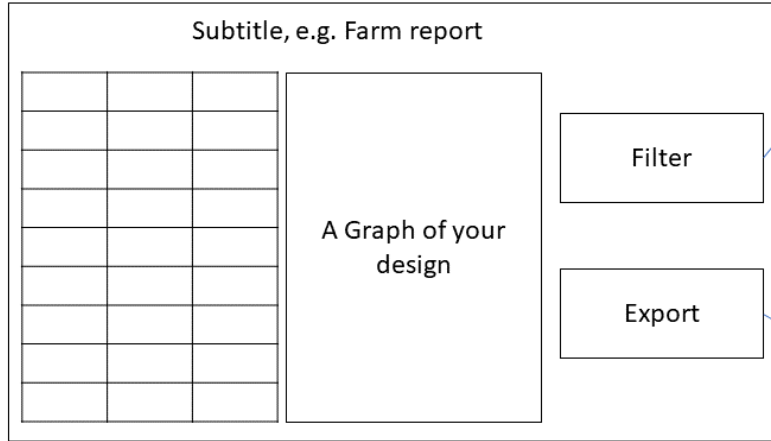 Subtitle, e.g. Farm report
A Graph of your
design
Filter
Export